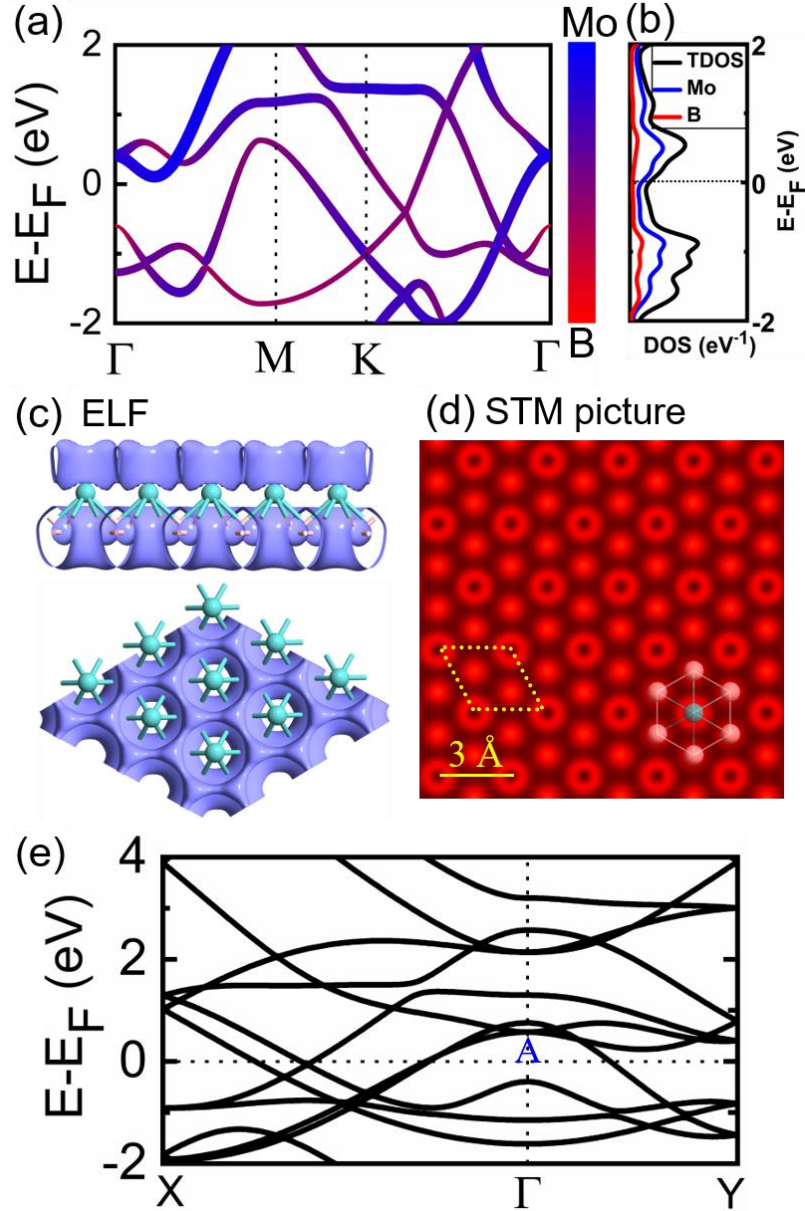 (a)
2
0
-2
E-E_F (eV)
Γ
M
K
Γ
Mo
B
(b)
TDOS
Mo
B
2
0
-2
E-E_F (eV)
DOS (eV⁻¹)
(c) ELF
(d) STM picture
3 Å
(e)
4
2
0
-2
E-E_F (eV)
A
X
Γ
Y